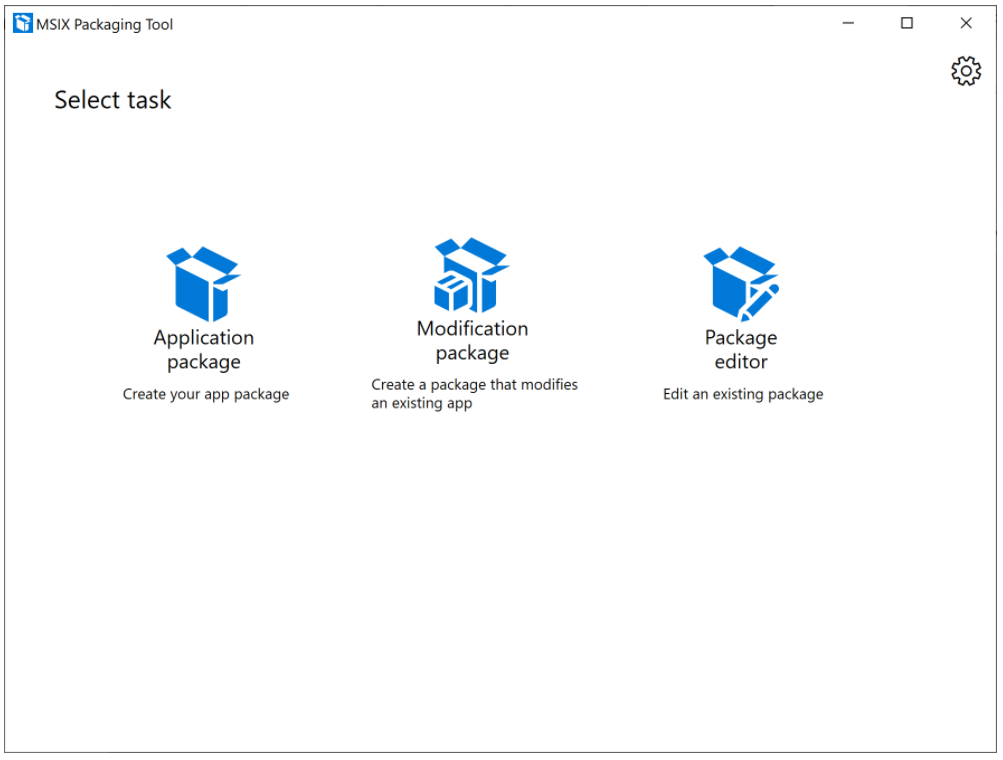 MSIX Packaging Tool
Select task
Application
package
Create your app package
Modification
package
Create a package that modifies
an existing app
Package
editor
Edit an existing package